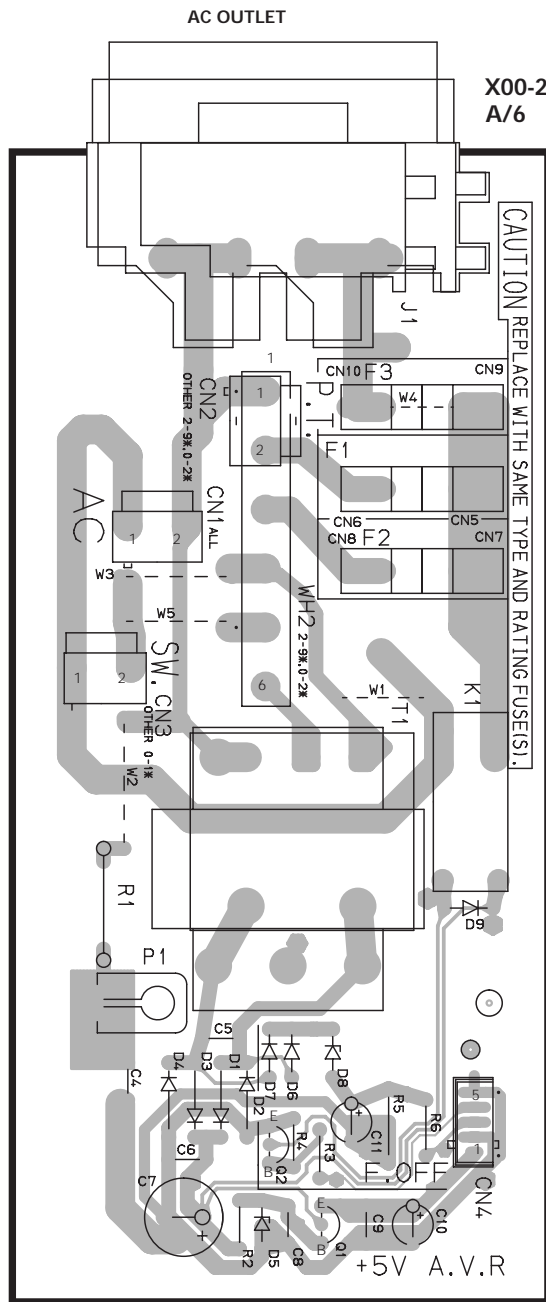 AC OUTLET
X00-2
A/6
CAUTION REPLACE WITH SAME TYPE AND RATING FUSE(S).
J1
1
CN10 F3 CN9
W4
P.T
CN2
OTHER 2-9*.0-2*
1
2
F1
CN6 CN5
CN8 F2 CN7
AC
CN1 ALL
1 2
W3
W5
WH2 2-9*.0-2*
SW.
CN3
OTHER 0-1*
1 2
6
W1
T1
K1
W2
R1
D9
P1
C5
C4
D4
D3
D1
D2
D7
D6
D8
C11
R5
R6
5
1
CN4
E
B
Q2
R4
R3
C6
F.OFF
C7
R2
D5
C8
E
B
Q1
C9
C10
+5V A.V.R